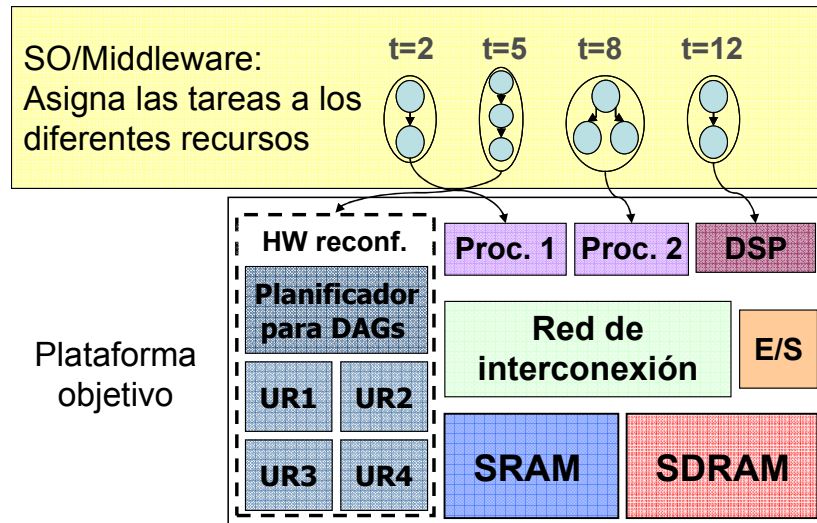 SO/Middleware:
Asigna las tareas a los
diferentes recursos
t=2
t=5
t=8
t=12
Plataforma
objetivo
HW reconf.
Planificador
para DAGs
UR1
UR2
UR3
UR4
Proc. 1
Proc. 2
DSP
Red de
interconexión
E/S
SRAM
SDRAM